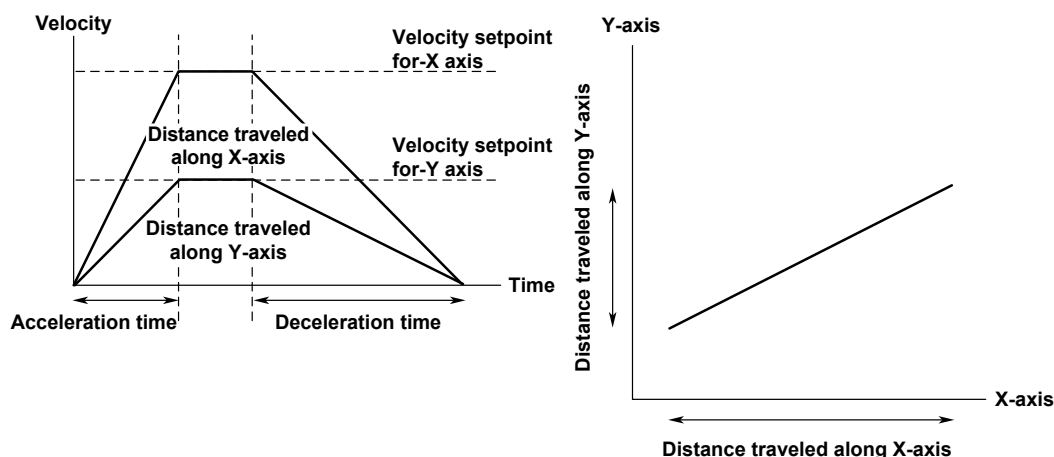 Velocity
Velocity setpoint
for-X axis
Distance traveled
along X-axis
Velocity setpoint
for-Y axis
Distance traveled
along Y-axis
Time
Acceleration time
Deceleration time
Y-axis
Distance traveled along Y-axis
X-axis
Distance traveled along X-axis